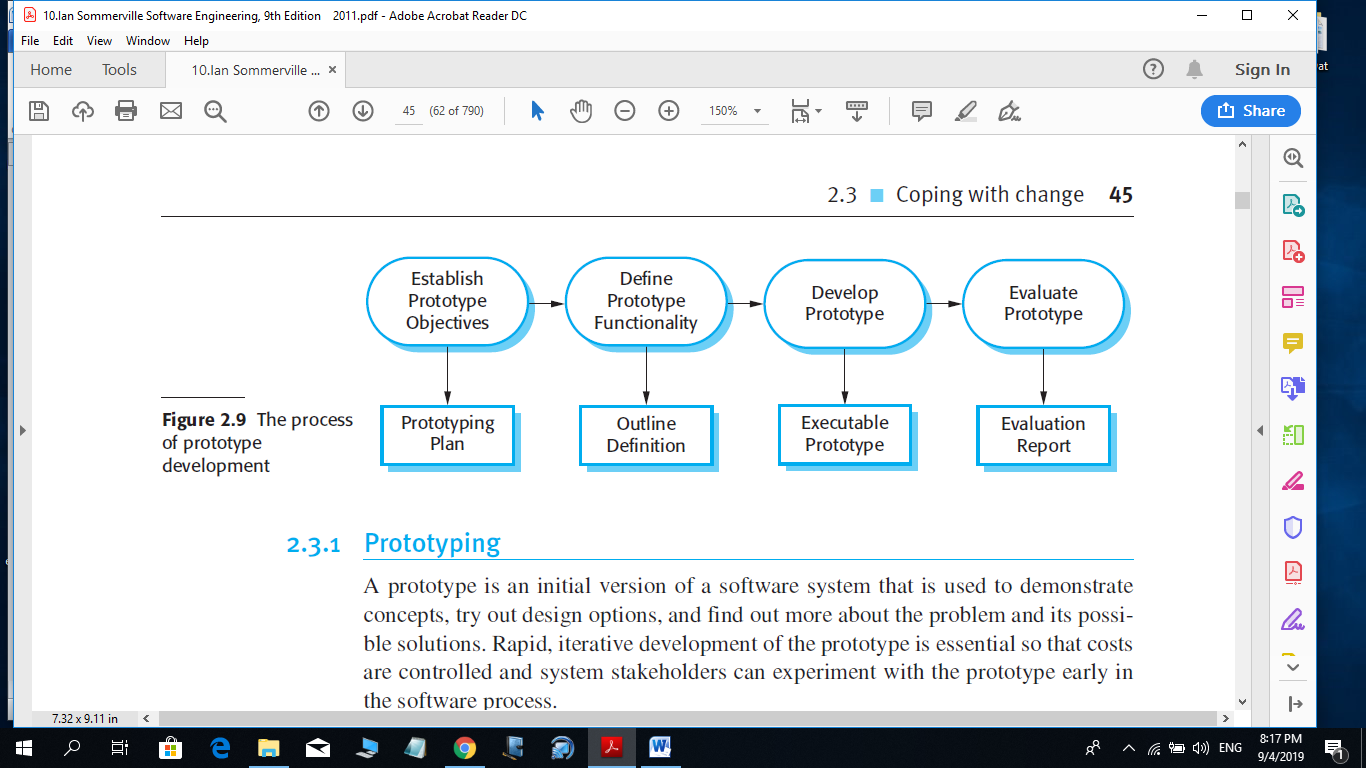 10.Ian Sommerville Software Engineering, 9th Edition 2011.pdf - Adobe Acrobat Reader DC
File Edit View Window Help
Home Tools 10.Ian Sommerville ... × Sign In
45 (62 of 790) 150% Share
at
2.3 Coping with change 45
Establish
Prototype
Objectives
Define
Prototype
Functionality
Develop
Prototype
Evaluate
Prototype
Prototyping
Plan
Outline
Definition
Executable
Prototype
Evaluation
Report
Figure 2.9 The process
of prototype
development
2.3.1 Prototyping
A prototype is an initial version of a software system that is used to demonstrate
concepts, try out design options, and find out more about the problem and its possi-
ble solutions. Rapid, iterative development of the prototype is essential so that costs
are controlled and system stakeholders can experiment with the prototype early in
the software process.
7.32 x 9.11 in
ENG
8:17 PM
9/4/2019
1